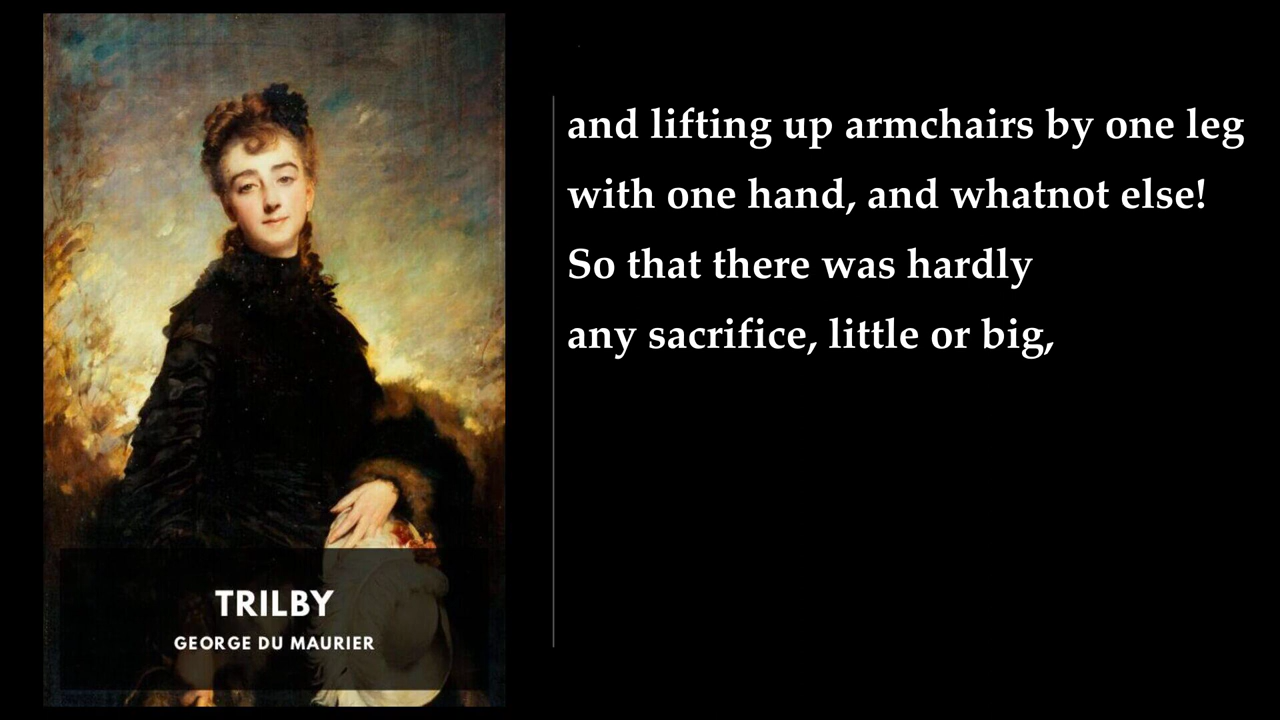 TRILBY
GEORGE DU MAURIER
and lifting up armchairs by one leg
with one hand, and whatnot else!
So that there was hardly
any sacrifice, little or big,